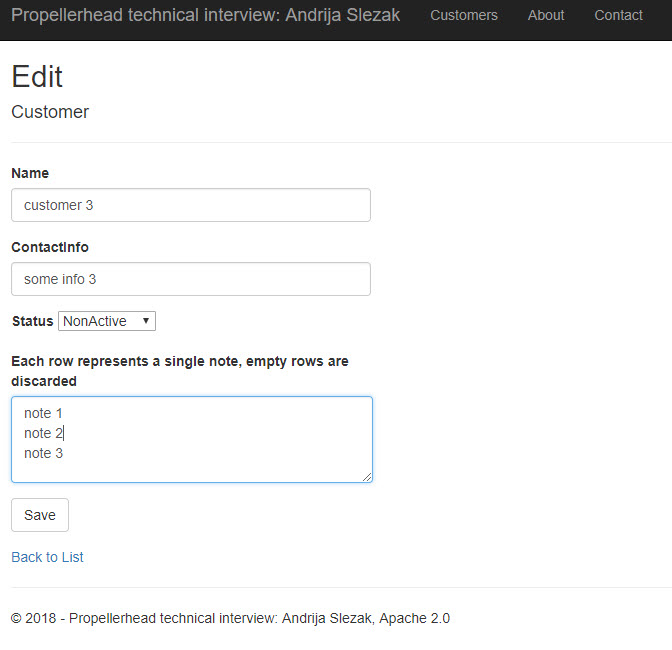 Propellerhead technical interview: Andrija Slezak Customers About Contact
Edit
Customer
Name
customer 3
ContactInfo
some info 3
Status NonActive
Each row represents a single note, empty rows are
discarded
note 1
note 2
note 3
Save
Back to List
© 2018 - Propellerhead technical interview: Andrija Slezak, Apache 2.0